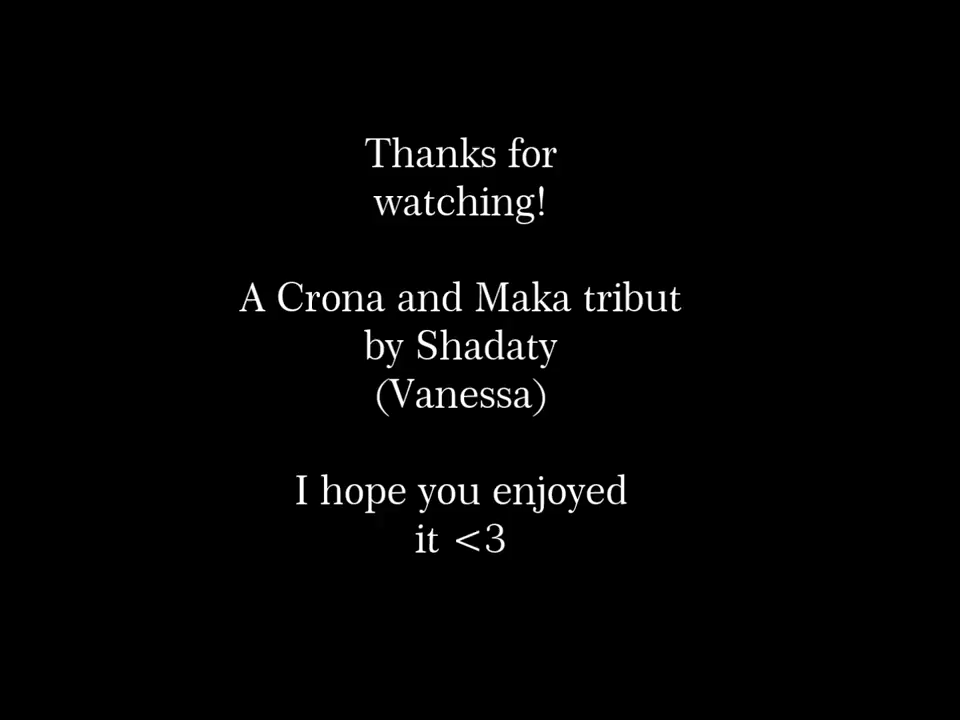 Thanks for
watching!
A Crona and Maka tribut
by Shadaty
(Vanessa)
I hope you enjoyed
it <3